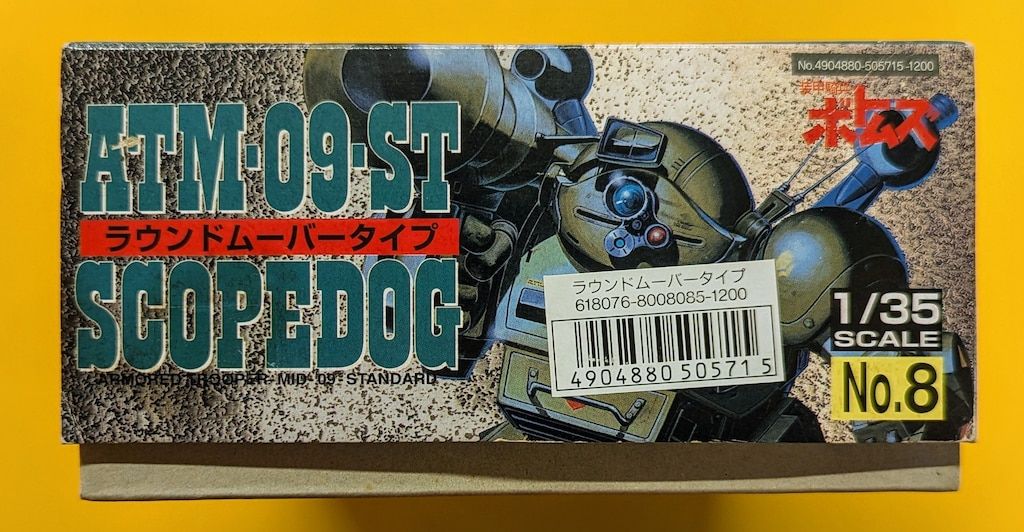 No.4904880-505715-1200
装甲騎兵
ボトムズ
ATM-09-ST
ラウンドムーバータイプ
SCOPEDOG
ARMORED TROOPER-MID-09-STANDARD
ラウンドムーバータイプ
618076-8008085-1200
4904880505715
1/35
SCALE
No.8